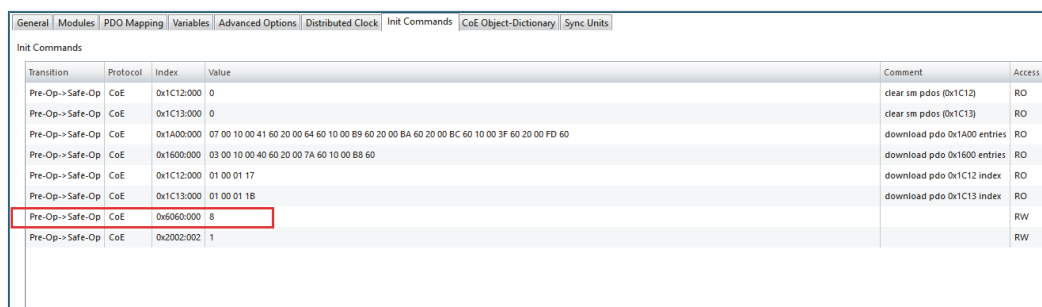 General Modules PDO Mapping Variables Advanced Options Distributed Clock Init Commands CoE Object-Dictionary Sync Units
Init Commands
Transition Protocol Index Value Comment Access
Pre-Op->Safe-Op CoE 0x1C12:000 0 clear sm pdos (0x1C12) RO
Pre-Op->Safe-Op CoE 0x1C13:000 0 clear sm pdos (0x1C13) RO
Pre-Op->Safe-Op CoE 0x1A00:000 07 00 10 00 41 60 20 00 64 60 10 00 B9 60 20 00 BA 60 20 00 BC 60 10 00 3F 60 20 00 FD 60 download pdo 0x1A00 entries RO
Pre-Op->Safe-Op CoE 0x1600:000 03 00 10 00 40 60 20 00 7A 60 10 00 B8 60 download pdo 0x1600 entries RO
Pre-Op->Safe-Op CoE 0x1C12:000 01 00 01 17 download pdo 0x1C12 index RO
Pre-Op->Safe-Op CoE 0x1C13:000 01 00 01 1B download pdo 0x1C13 index RO
Pre-Op->Safe-Op CoE 0x6060:000 8 RW
Pre-Op->Safe-Op CoE 0x2002:002 1 RW